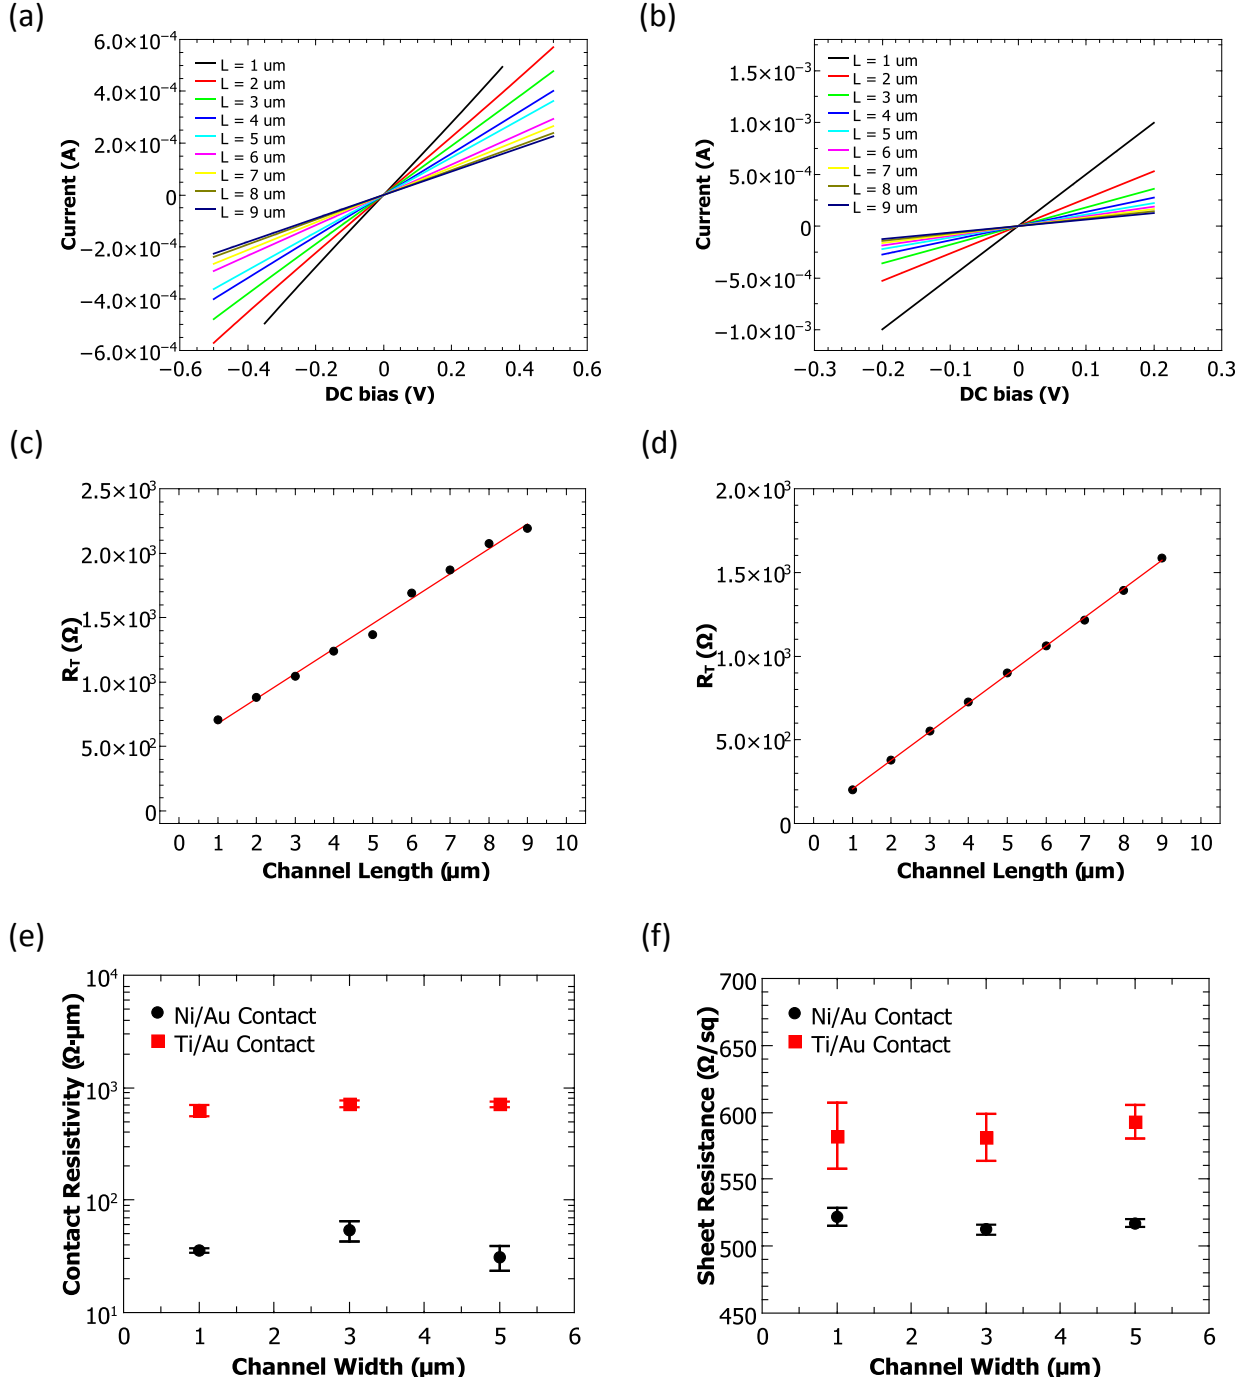 (a)
6.0×10⁻⁴
4.0×10⁻⁴
2.0×10⁻⁴
0
−2.0×10⁻⁴
−4.0×10⁻⁴
−6.0×10⁻⁴
Current (A)
L = 1 um
L = 2 um
L = 3 um
L = 4 um
L = 5 um
L = 6 um
L = 7 um
L = 8 um
L = 9 um
−0.6 −0.4 −0.2 0 0.2 0.4 0.6
DC bias (V)
(b)
1.5×10⁻³
1.0×10⁻³
5.0×10⁻⁴
0
−5.0×10⁻⁴
−1.0×10⁻³
Current (A)
L = 1 um
L = 2 um
L = 3 um
L = 4 um
L = 5 um
L = 6 um
L = 7 um
L = 8 um
L = 9 um
−0.3 −0.2 −0.1 0 0.1 0.2 0.3
DC bias (V)
(c)
2.5×10³
2.0×10³
1.5×10³
1.0×10³
5.0×10²
0
R_T (Ω)
0 1 2 3 4 5 6 7 8 9 10
Channel Length (µm)
(d)
2.0×10³
1.5×10³
1.0×10³
5.0×10²
0
R_T (Ω)
0 1 2 3 4 5 6 7 8 9 10
Channel Length (µm)
(e)
10⁴
10³
10²
10¹
Contact Resistivity (Ω·µm)
Ni/Au Contact
Ti/Au Contact
0 1 2 3 4 5 6
Channel Width (µm)
(f)
700
650
600
550
500
450
Sheet Resistance (Ω/sq)
Ni/Au Contact
Ti/Au Contact
0 1 2 3 4 5 6
Channel Width (µm)